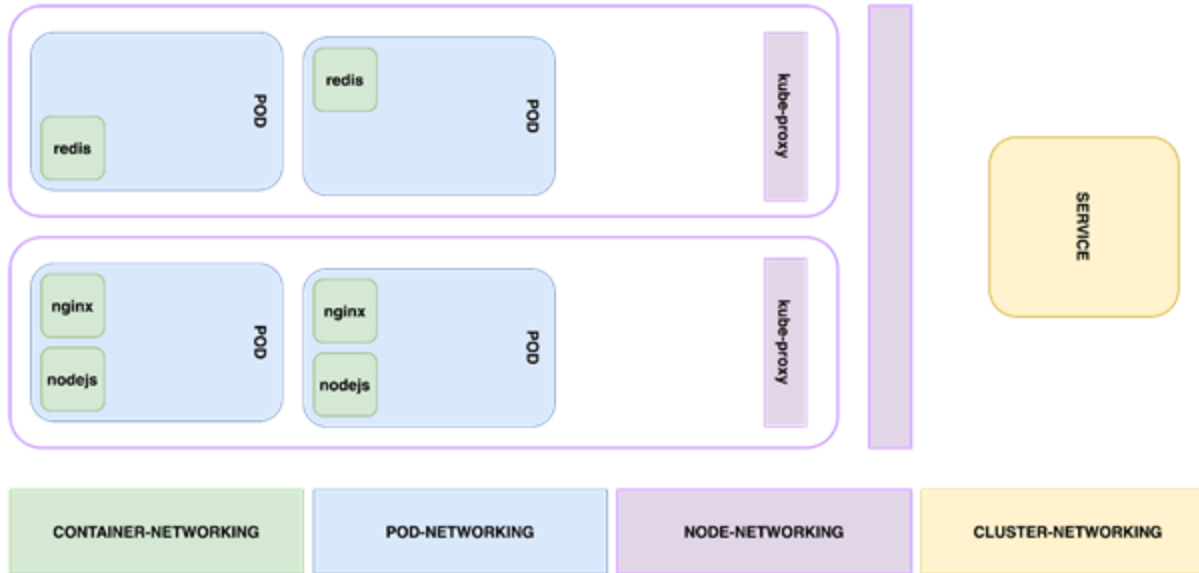 redis
POD
redis
POD
kube-proxy
SERVICE
nginx
nodejs
POD
nginx
nodejs
POD
kube-proxy
CONTAINER-NETWORKING
POD-NETWORKING
NODE-NETWORKING
CLUSTER-NETWORKING